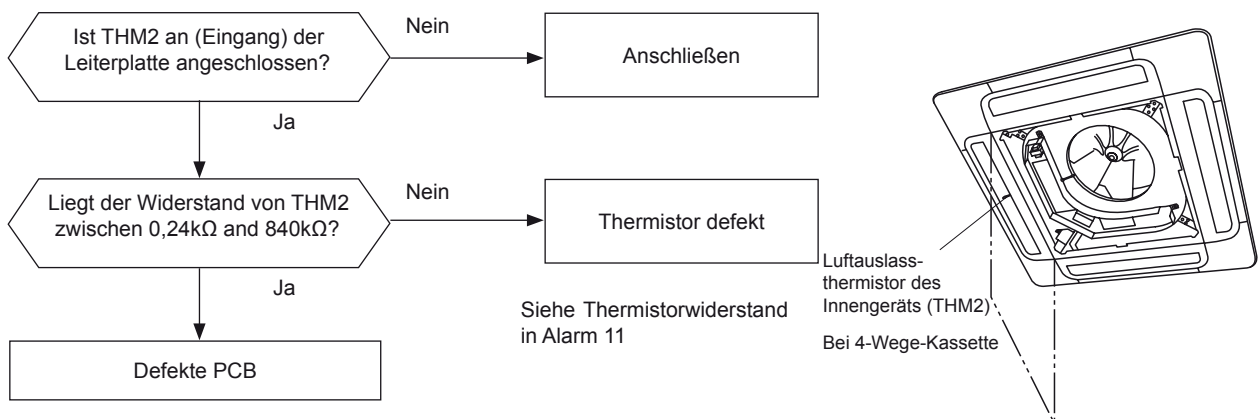 Ist THM2 an (Eingang) der
Leiterplatte angeschlossen?
Nein
Anschließen
Ja
Liegt der Widerstand von THM2
zwischen 0,24kΩ and 840kΩ?
Nein
Thermistor defekt
Ja
Siehe Thermistorwiderstand
in Alarm 11
Defekte PCB
Luftauslass-
thermistor des
Innengeräts (THM2)
Bei 4-Wege-Kassette